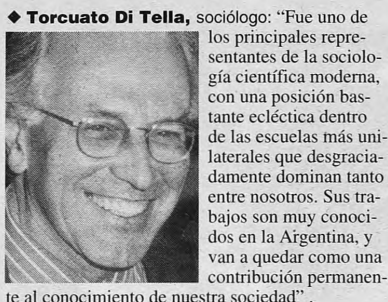 ◆ Torcuato Di Tella, sociólogo: “Fue uno de
los principales repre-
sentantes de la sociolo-
gía científica moderna,
con una posición bas-
tante ecléctica dentro
de las escuelas más uni-
laterales que desgracia-
damente dominan tanto
entre nosotros. Sus tra-
bajos son muy conoci-
dos en la Argentina, y
van a quedar como una
contribución permanen-
te al conocimiento de nuestra sociedad”